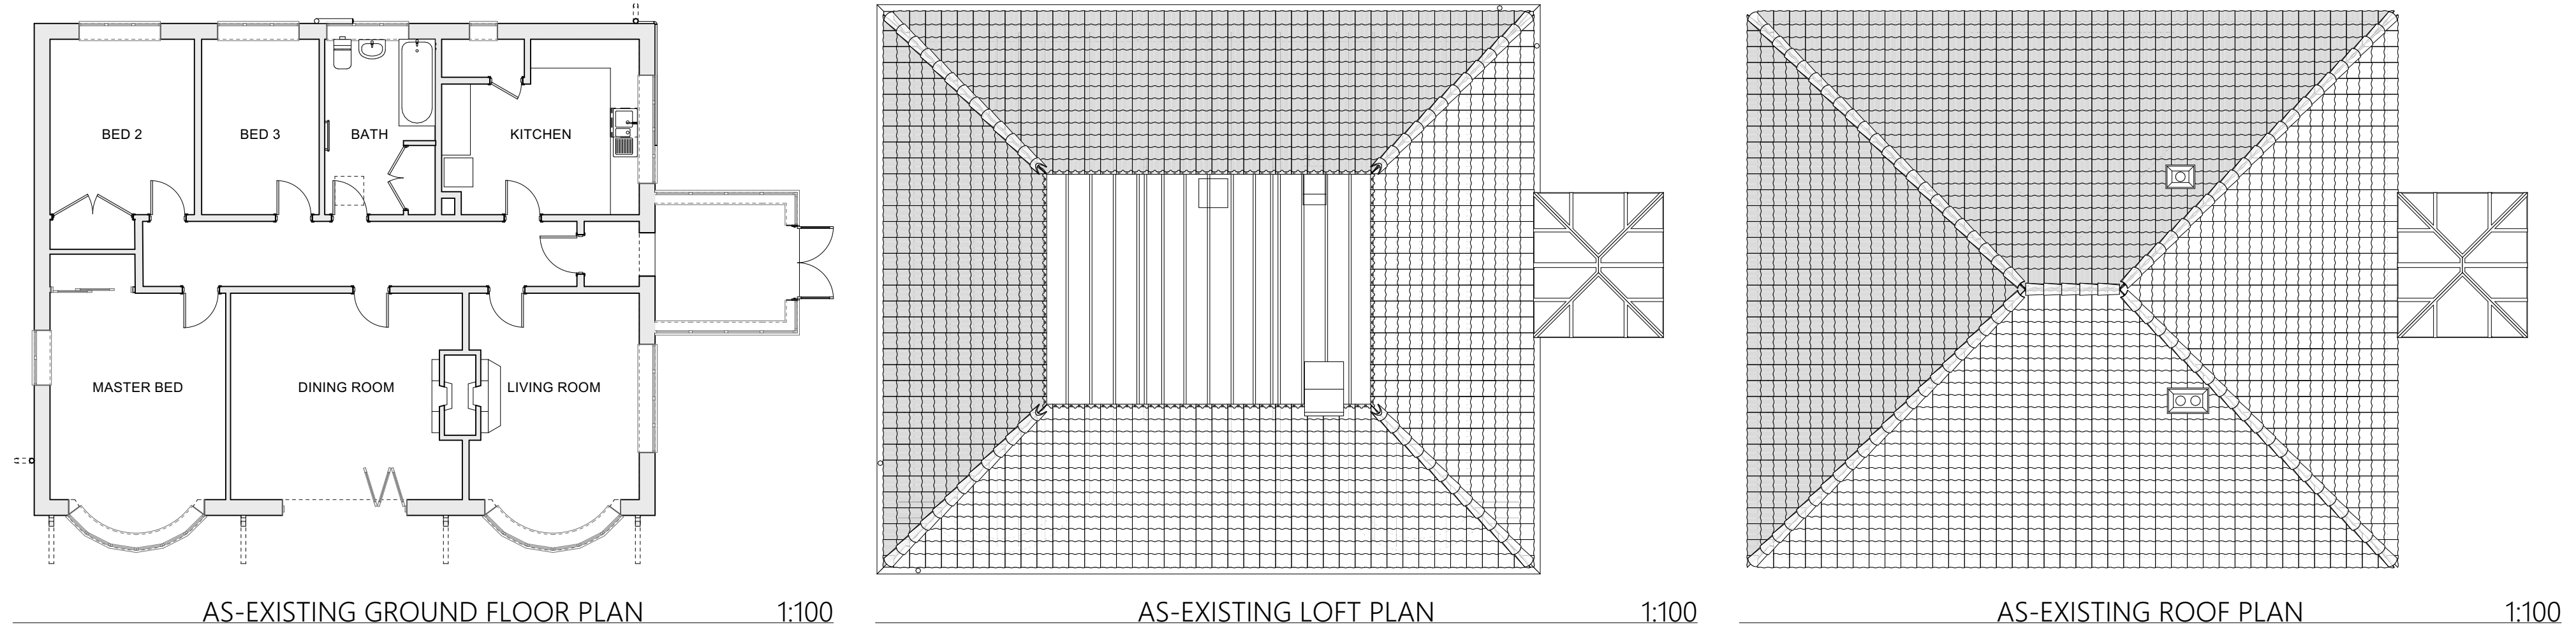 BED 2
BED 3
BATH
KITCHEN
MASTER BED
DINING ROOM
LIVING ROOM
AS-EXISTING GROUND FLOOR PLAN 1:100
AS-EXISTING LOFT PLAN 1:100
AS-EXISTING ROOF PLAN 1:100